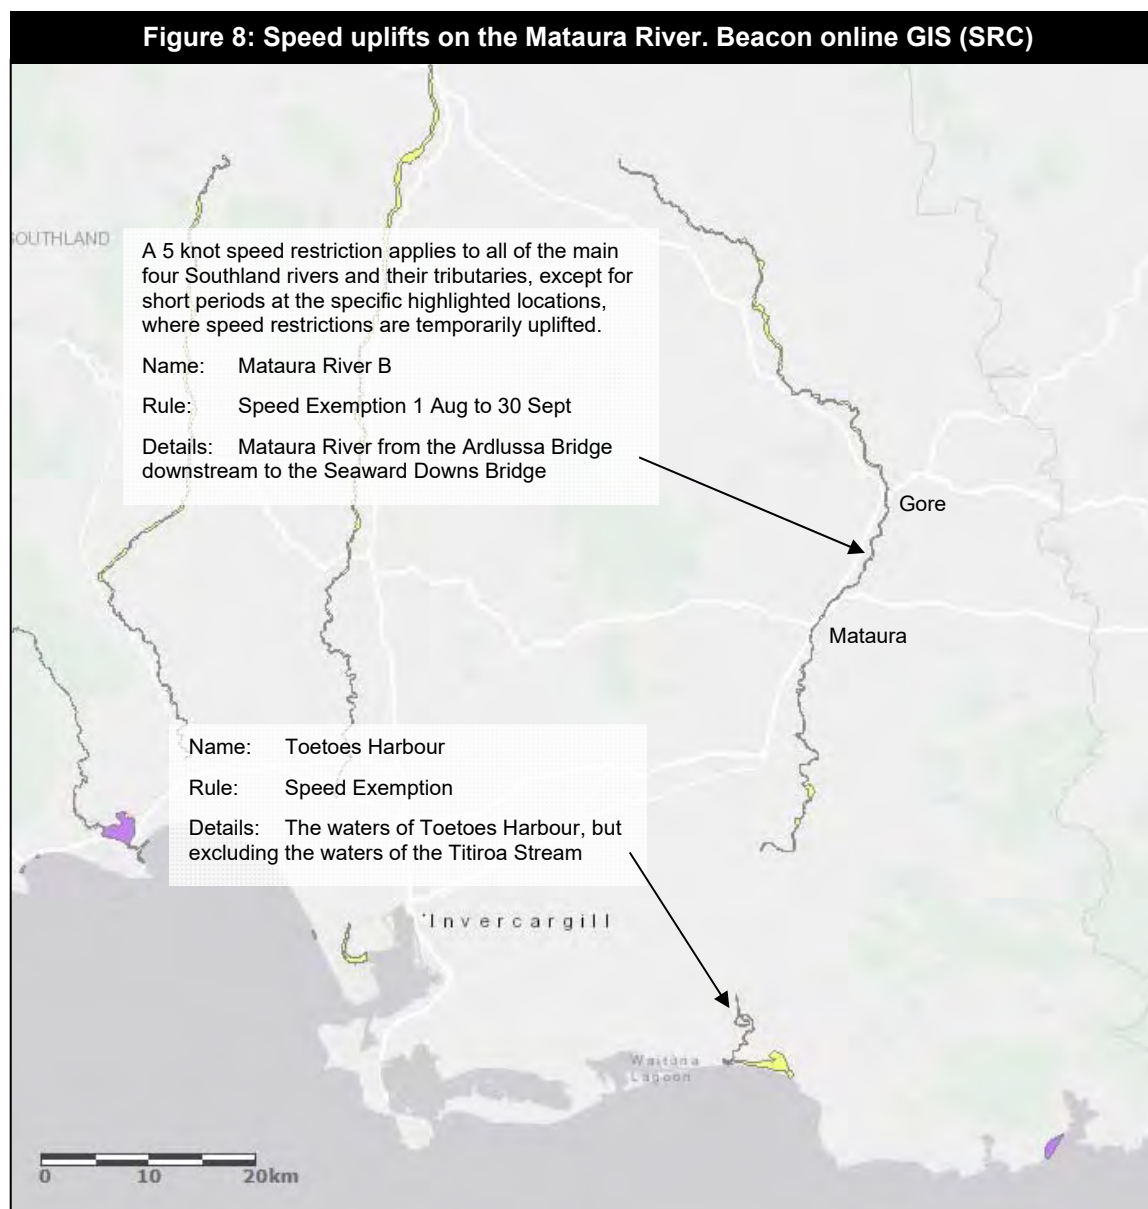 Figure 8: Speed uplifts on the Mataura River. Beacon online GIS (SRC)
SOUTHLAND
A 5 knot speed restriction applies to all of the main
four Southland rivers and their tributaries, except for
short periods at the specific highlighted locations,
where speed restrictions are temporarily uplifted.
Name: Mataura River B
Rule: Speed Exemption 1 Aug to 30 Sept
Details: Mataura River from the Ardlussa Bridge
downstream to the Seaward Downs Bridge
Gore
Mataura
Name: Toetoes Harbour
Rule: Speed Exemption
Details: The waters of Toetoes Harbour, but
excluding the waters of the Titiroa Stream
Invercargill
Waituna
Lagoon
0 10 20km